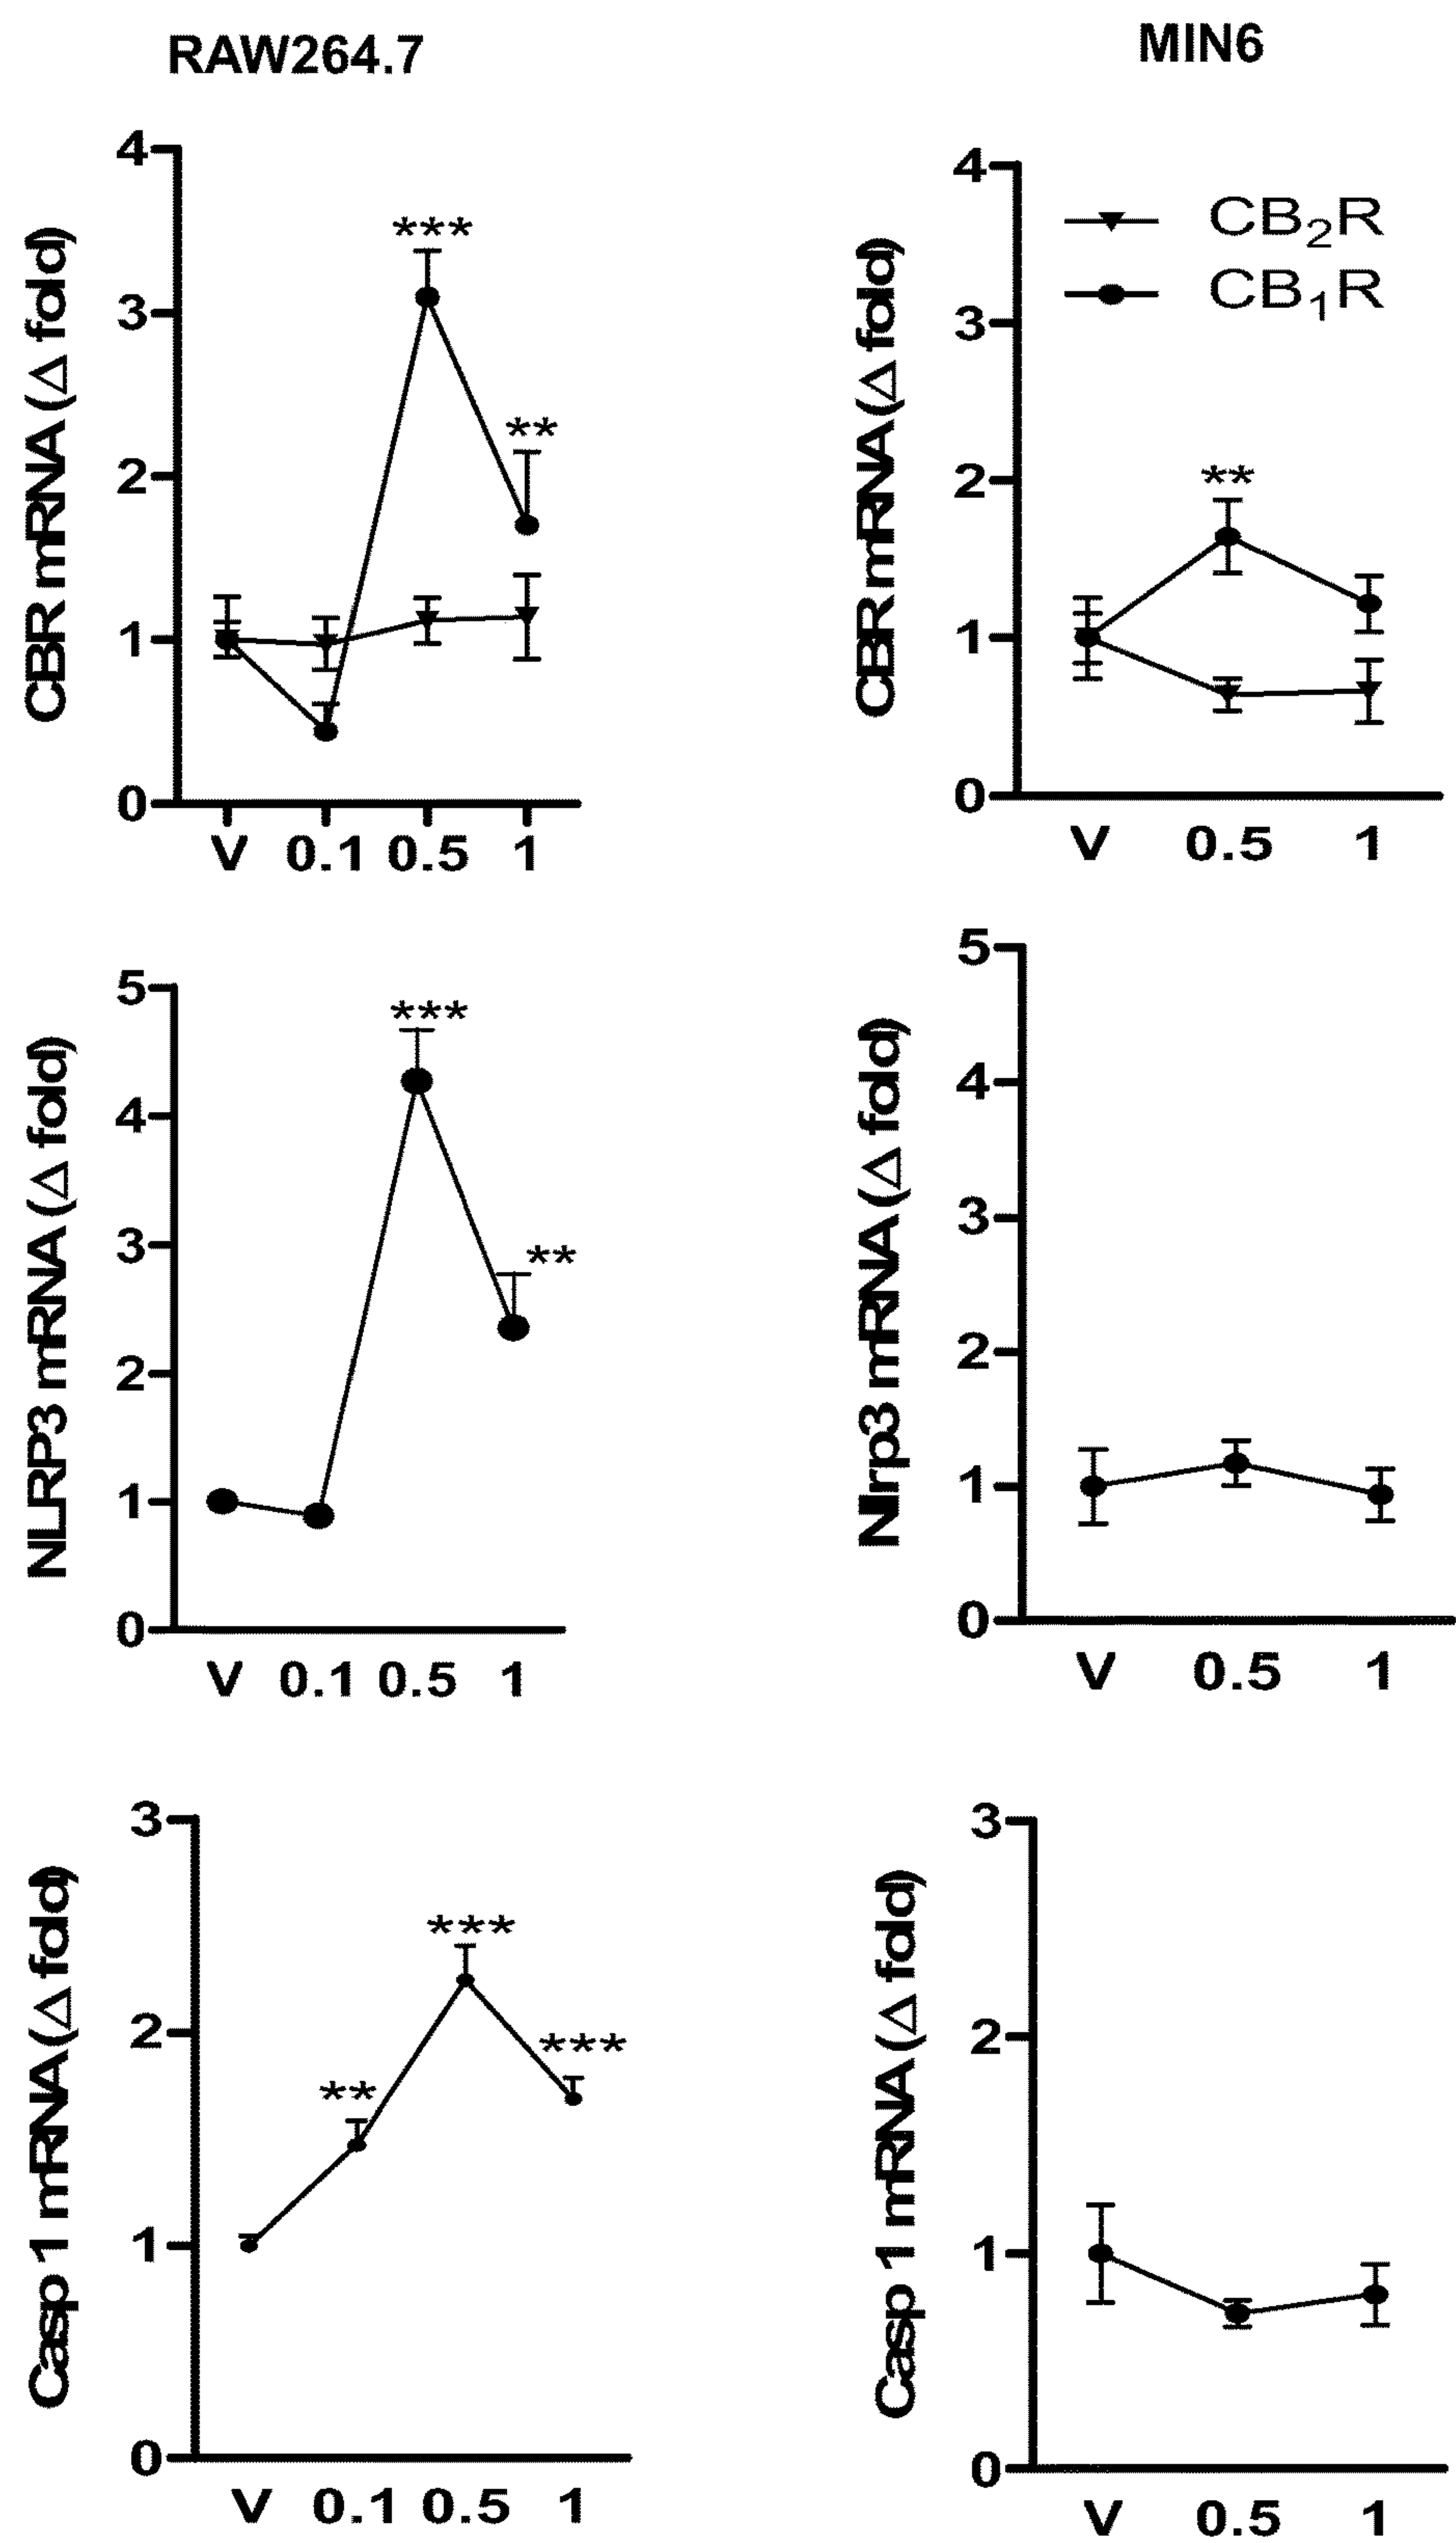 RAW264.7
MIN6
CBR mRNA (Δ fold)
4
***
3
**
2
1
0
V 0.1 0.5 1
CBR mRNA (Δ fold)
4
CB₂R
CB₁R
3
**
2
1
0
V 0.5 1
NLRP3 mRNA (Δ fold)
5
***
4
3
**
2
1
0
V 0.1 0.5 1
Nlrp3 mRNA (Δ fold)
5
4
3
2
1
0
V 0.5 1
Casp 1 mRNA (Δ fold)
3
***
2
***
**
1
0
V 0.1 0.5 1
Casp 1 mRNA (Δ fold)
3
2
1
0
V 0.5 1